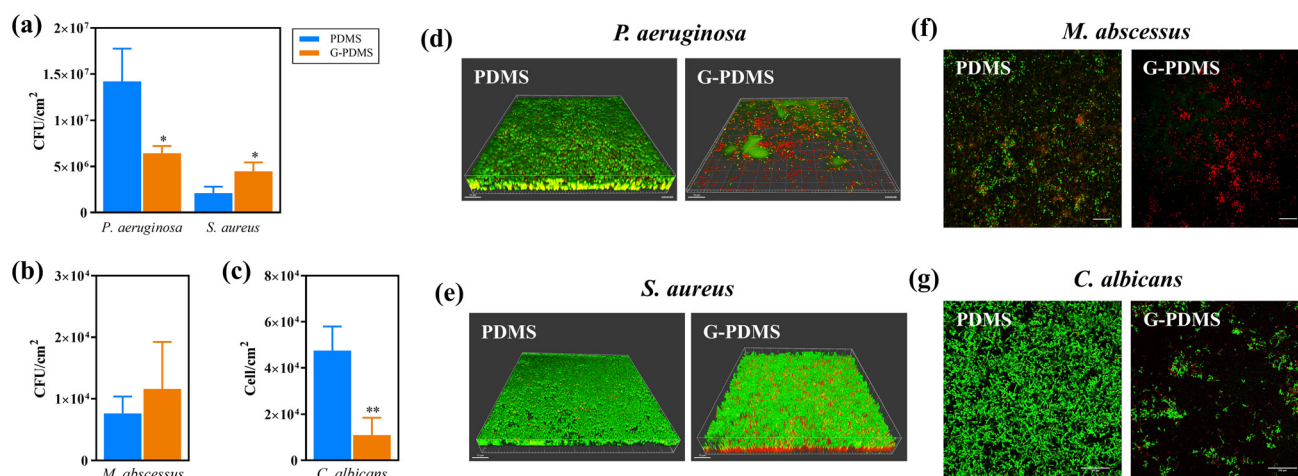 (a)
2×10⁷
1.5×10⁷
1×10⁷
5×10⁶
0
CFU/cm²
*
*
P. aeruginosa S. aureus
PDMS
G-PDMS
(b)
3×10⁴
2×10⁴
1×10⁴
0
CFU/cm²
M. abscessus
(c)
8×10⁴
6×10⁴
4×10⁴
2×10⁴
0
Cell/cm²
**
C. albicans
(d)
P. aeruginosa
PDMS
G-PDMS
(e)
S. aureus
PDMS
G-PDMS
(f)
M. abscessus
PDMS
G-PDMS
(g)
C. albicans
PDMS
G-PDMS